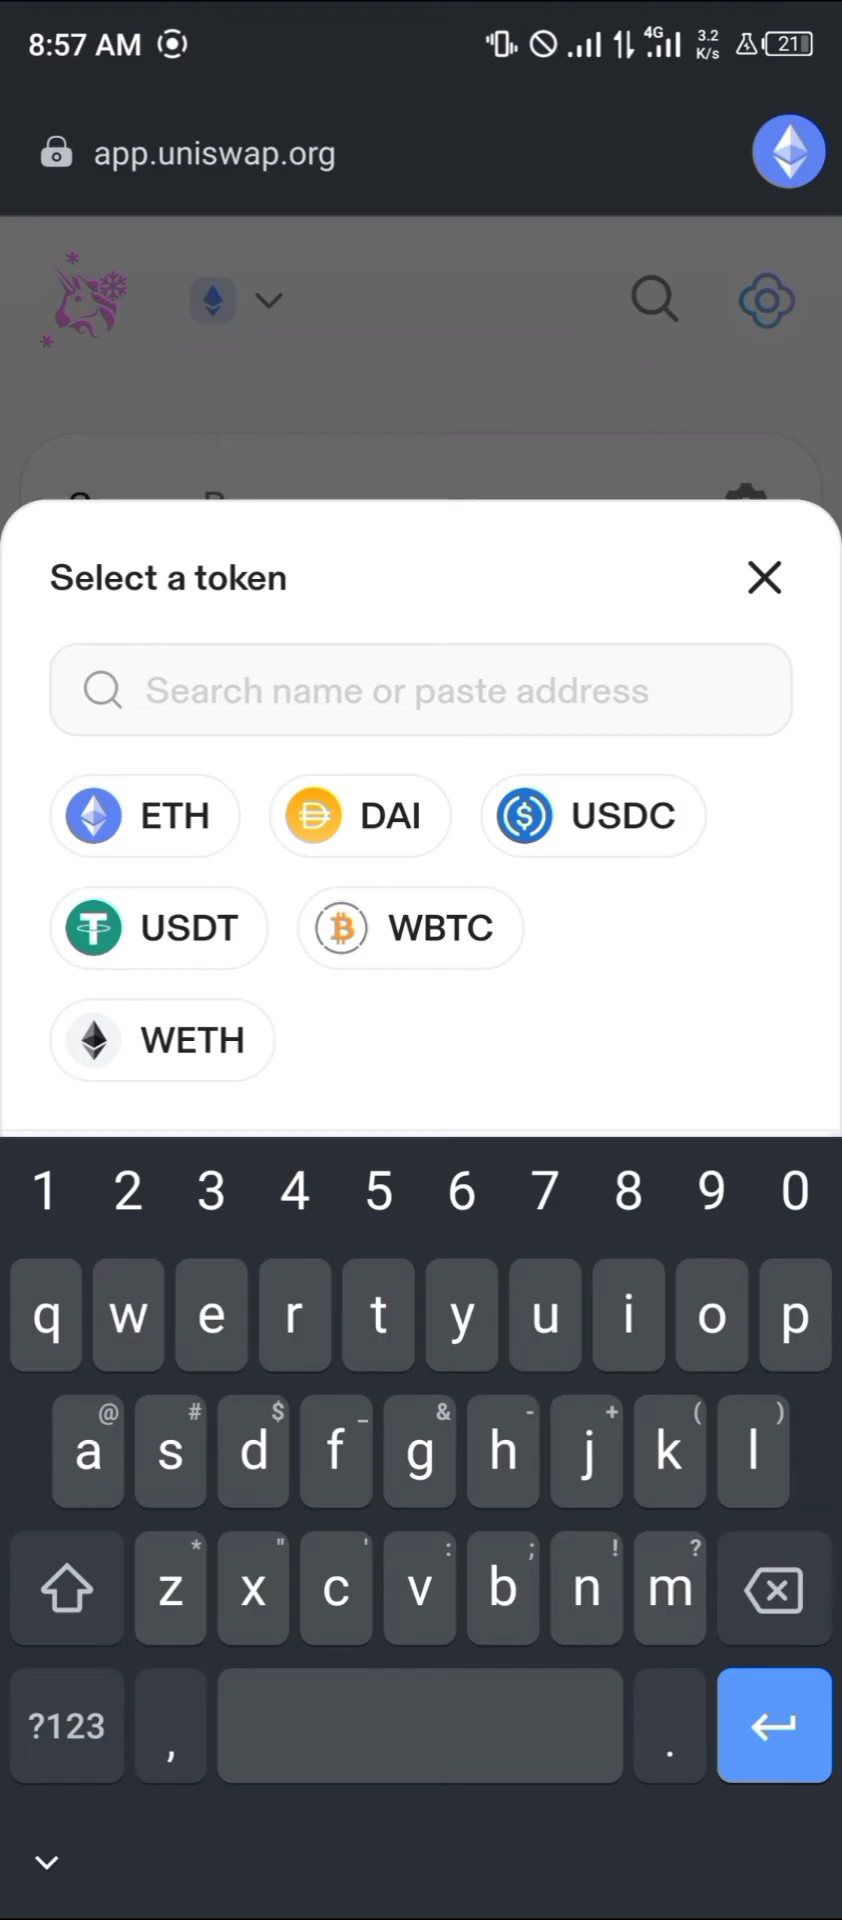 8:57 AM 4G 3.2 K/s 21
app.uniswap.org
Select a token
Search name or paste address
ETH DAI USDC
USDT WBTC
WETH
1 2 3 4 5 6 7 8 9 0
q w e r t y u i o p
@ # $ _ & - + ( )
a s d f g h j k l
* " ' : ; ! ?
z x c v b n m
?123 , .